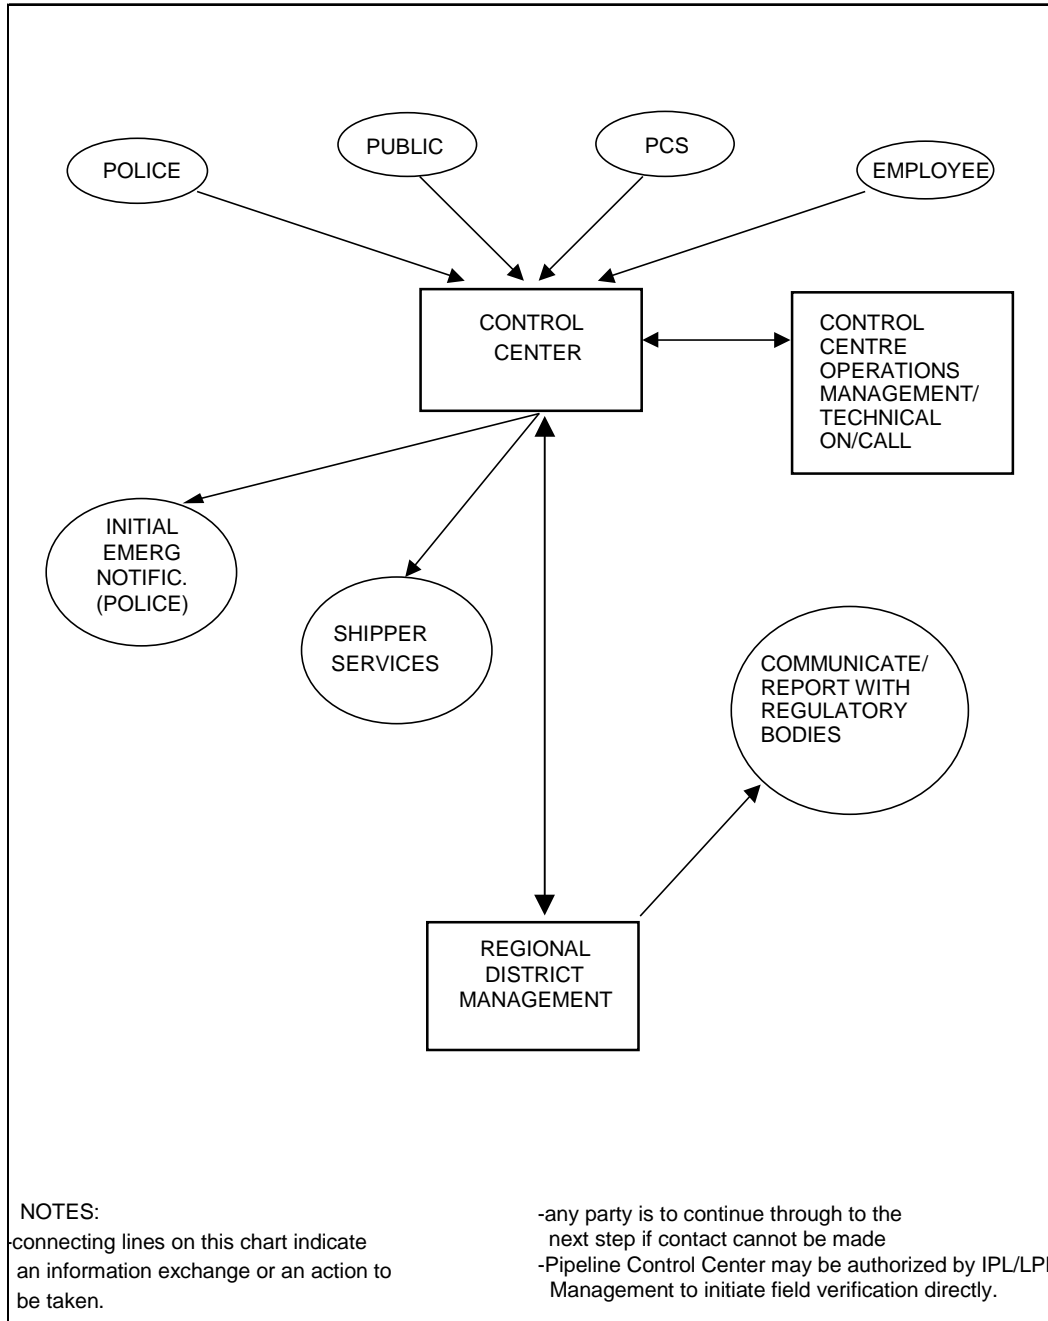 POLICE
PUBLIC
PCS
EMPLOYEE
CONTROL
CENTER
CONTROL
CENTRE
OPERATIONS
MANAGEMENT/
TECHNICAL
ON/CALL
INITIAL
EMERG
NOTIFIC.
(POLICE)
SHIPPER
SERVICES
COMMUNICATE/
REPORT WITH
REGULATORY
BODIES
REGIONAL
DISTRICT
MANAGEMENT
NOTES:
-connecting lines on this chart indicate
an information exchange or an action to
be taken.
-any party is to continue through to the
next step if contact cannot be made
-Pipeline Control Center may be authorized by
Management to initiate field verification directly.